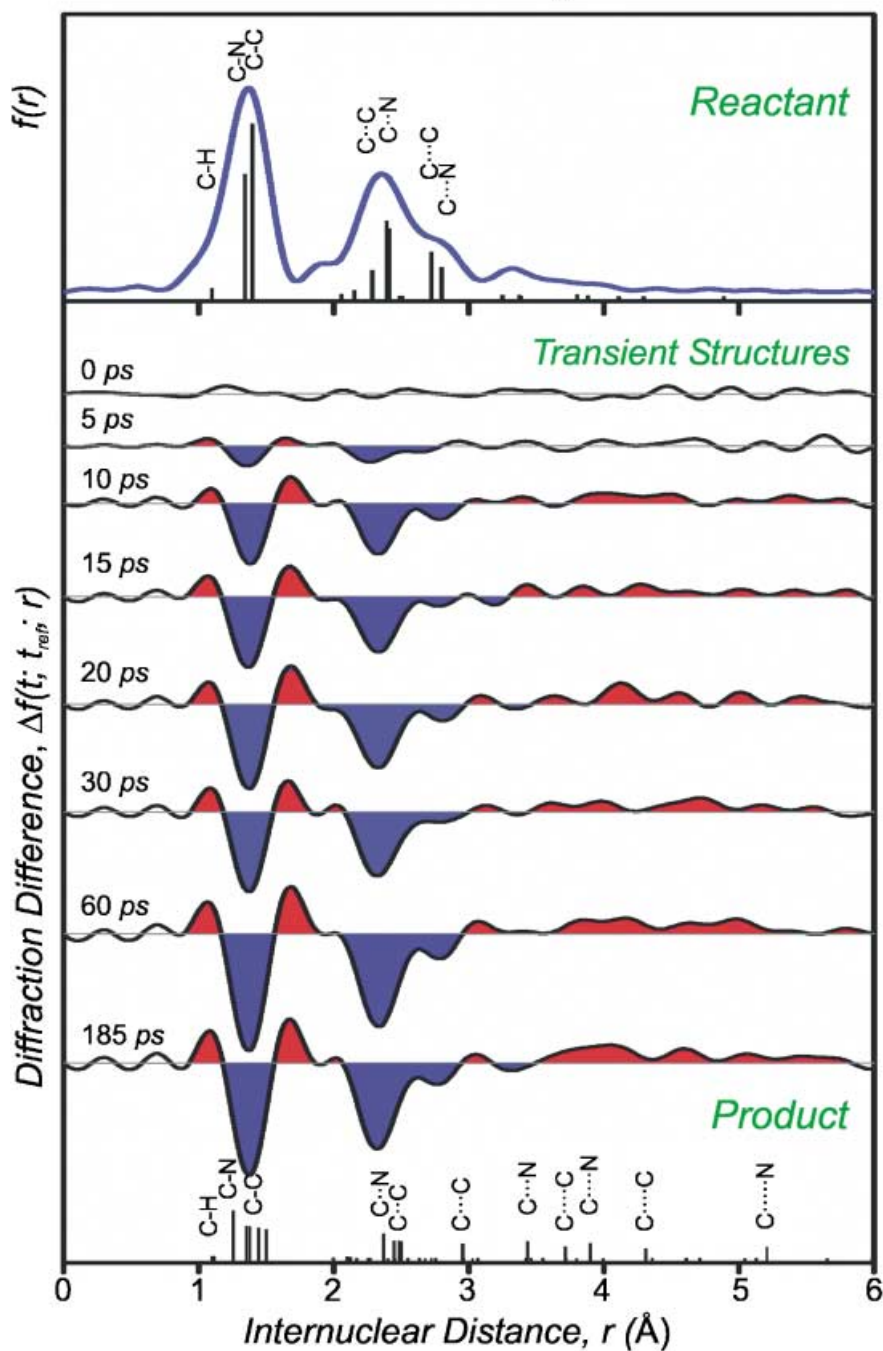 f(r)
C-H
C-N
C-C
C··C
C··N
C···C
C···N
Reactant
Transient Structures
0 ps
5 ps
10 ps
15 ps
20 ps
30 ps
60 ps
185 ps
Diffraction Difference, Δf(t; tref; r)
Product
C-H
C-N
C-C
C··N
C··C
C···C
C····N
C····C
C·····N
C·····C
C······N
0 1 2 3 4 5 6
Internuclear Distance, r (Å)